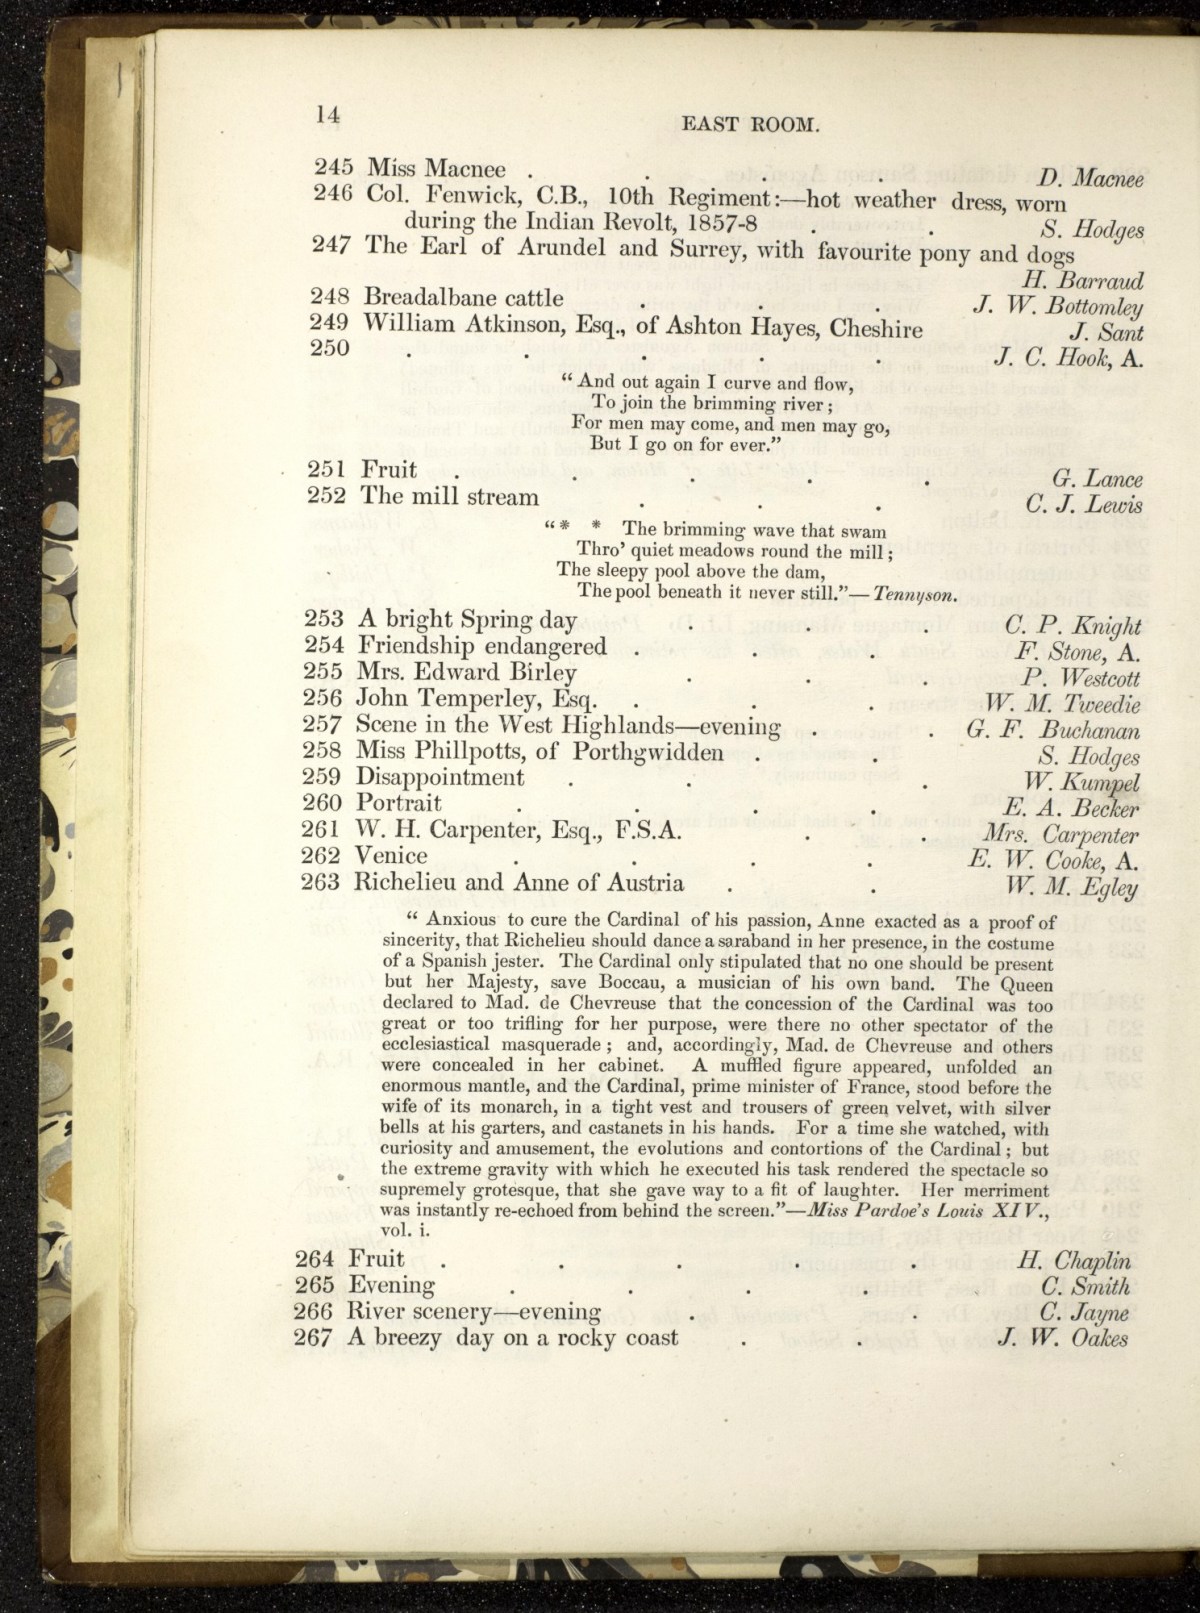 14
EAST ROOM.
245 Miss Macnee . . . . D. Macnee
246 Col. Fenwick, C.B., 10th Regiment:—hot weather dress, worn
during the Indian Revolt, 1857-8 . . S. Hodges
247 The Earl of Arundel and Surrey, with favourite pony and dogs
H. Barraud
248 Breadalbane cattle . . . J. W. Bottomley
249 William Atkinson, Esq., of Ashton Hayes, Cheshire J. Sant
250 . . . . . J. C. Hook, A.
“ And out again I curve and flow,
To join the brimming river ;
For men may come, and men may go,
But I go on for ever.”
251 Fruit . . . . . G. Lance
252 The mill stream . . . C. J. Lewis
“ * * The brimming wave that swam
Thro’ quiet meadows round the mill ;
The sleepy pool above the dam,
The pool beneath it never still.”—Tennyson.
253 A bright Spring day . . . C. P. Knight
254 Friendship endangered . . . F. Stone, A.
255 Mrs. Edward Birley . . . P. Westcott
256 John Temperley, Esq. . . . W. M. Tweedie
257 Scene in the West Highlands—evening . . G. F. Buchanan
258 Miss Phillpotts, of Porthgwidden . . S. Hodges
259 Disappointment . . . . W. Kumpel
260 Portrait . . . . E. A. Becker
261 W. H. Carpenter, Esq., F.S.A. . . Mrs. Carpenter
262 Venice . . . . E. W. Cooke, A.
263 Richelieu and Anne of Austria . . W. M. Egley
“ Anxious to cure the Cardinal of his passion, Anne exacted as a proof of
sincerity, that Richelieu should dance a saraband in her presence, in the costume
of a Spanish jester. The Cardinal only stipulated that no one should be present
but her Majesty, save Boccau, a musician of his own band. The Queen
declared to Mad. de Chevreuse that the concession of the Cardinal was too
great or too trifling for her purpose, were there no other spectator of the
ecclesiastical masquerade ; and, accordingly, Mad. de Chevreuse and others
were concealed in her cabinet. A muffled figure appeared, unfolded an
enormous mantle, and the Cardinal, prime minister of France, stood before the
wife of its monarch, in a tight vest and trousers of green velvet, with silver
bells at his garters, and castanets in his hands. For a time she watched, with
curiosity and amusement, the evolutions and contortions of the Cardinal ; but
the extreme gravity with which he executed his task rendered the spectacle so
supremely grotesque, that she gave way to a fit of laughter. Her merriment
was instantly re-echoed from behind the screen.”—Miss Pardoe's Louis XIV.,
vol. i.
264 Fruit . . . . . H. Chaplin
265 Evening . . . . C. Smith
266 River scenery—evening . . . C. Jayne
267 A breezy day on a rocky coast . . J. W. Oakes